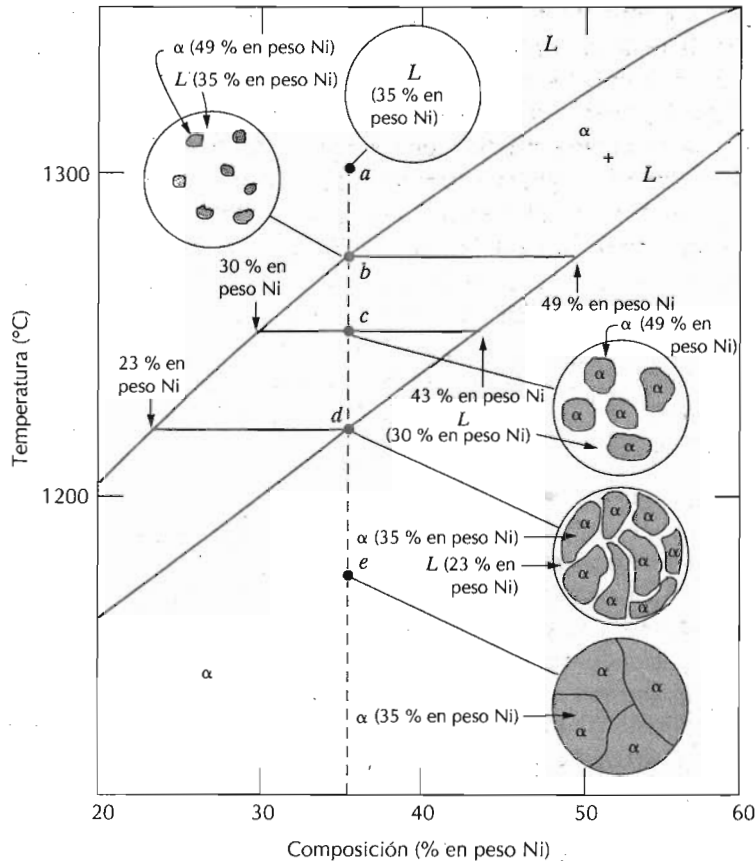 α (49 % en peso Ni)
L (35 % en peso Ni)
L
(35 % en
peso Ni)
L
α
+
L
1300
a
b
30 % en
peso Ni
49 % en peso Ni
c
α (49 % en
peso Ni)
23 % en
peso Ni
α
α
α
α
α
43 % en peso Ni
L
(30 % en peso Ni)
d
1200
α (35 % en peso Ni)
L (23 % en
peso Ni)
α
α
α
α
α
α
α
α
e
α
α (35 % en peso Ni)
α
α
α
α
20
30
40
50
60
Composición (% en peso Ni)
Temperatura (°C)